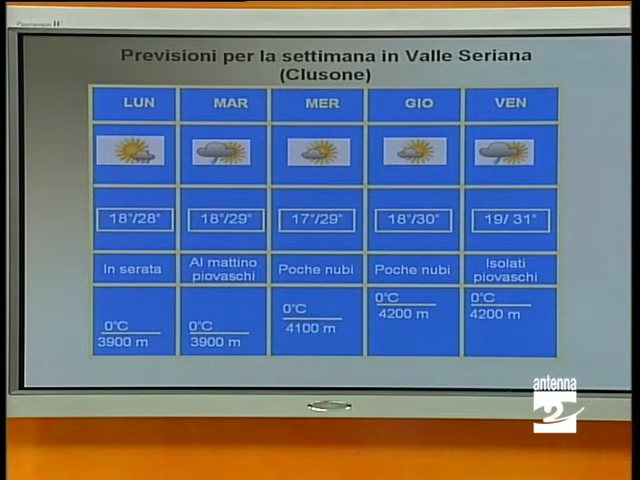 Previsioni per la settimana in Valle Seriana
(Clusone)
LUN MAR MER GIO VEN
18°/28° 18°/29° 17°/29° 18°/30° 19/ 31°
In serata Al mattino piovaschi Poche nubi Poche nubi Isolati piovaschi
0°C 0°C 0°C 0°C 0°C
3900 m 3900 m 4100 m 4200 m 4200 m
antenna
2